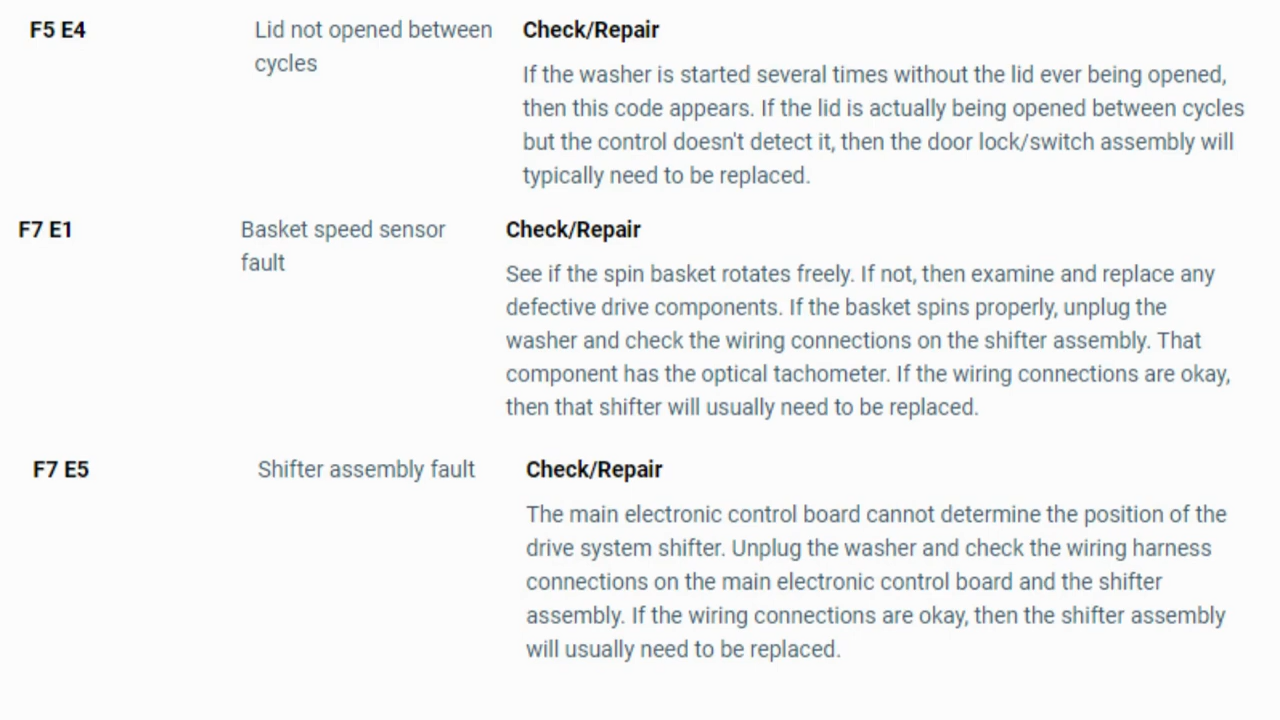 F5 E4
Lid not opened between
cycles
Check/Repair
If the washer is started several times without the lid ever being opened,
then this code appears. If the lid is actually being opened between cycles
but the control doesn't detect it, then the door lock/switch assembly will
typically need to be replaced.
F7 E1
Basket speed sensor
fault
Check/Repair
See if the spin basket rotates freely. If not, then examine and replace any
defective drive components. If the basket spins properly, unplug the
washer and check the wiring connections on the shifter assembly. That
component has the optical tachometer. If the wiring connections are okay,
then that shifter will usually need to be replaced.
F7 E5
Shifter assembly fault
Check/Repair
The main electronic control board cannot determine the position of the
drive system shifter. Unplug the washer and check the wiring harness
connections on the main electronic control board and the shifter
assembly. If the wiring connections are okay, then the shifter assembly
will usually need to be replaced.